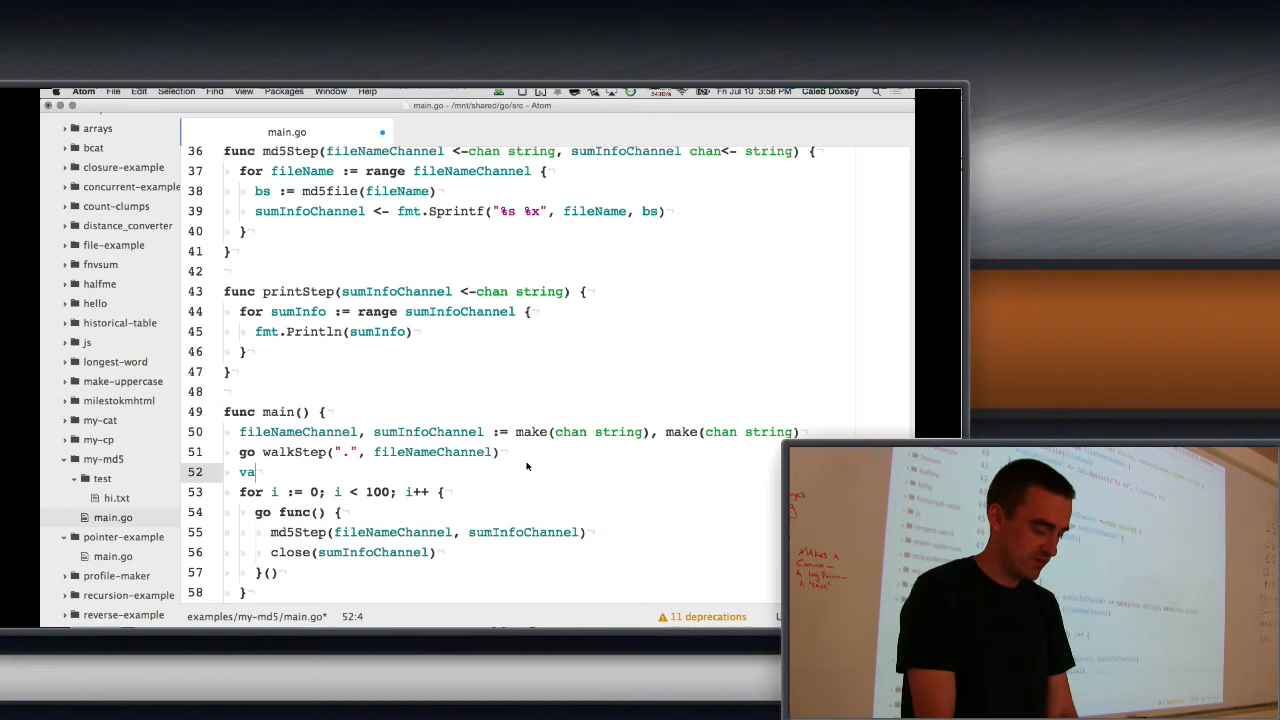 Atom File Edit Selection Find View Packages Window Help Fri Jul 10 3:58 PM Caleb Doxsey
main.go - /mnt/shared/go/src - Atom
arrays
bcat
closure-example
concurrent-example
count-clumps
distance_converter
file-example
fnvsum
halfme
hello
historical-table
js
longest-word
make-uppercase
milestokmhtml
my-cat
my-cp
my-md5
test
hi.txt
main.go
pointer-example
main.go
profile-maker
recursion-example
reverse-example
main.go
36 func md5Step(fileNameChannel <-chan string, sumInfoChannel chan<- string) {
37 for fileName := range fileNameChannel {
38 bs := md5file(fileName)
39 sumInfoChannel <- fmt.Sprintf("%s %x", fileName, bs)
40 }
41 }
42
43 func printStep(sumInfoChannel <-chan string) {
44 for sumInfo := range sumInfoChannel {
45 fmt.Println(sumInfo)
46 }
47 }
48
49 func main() {
50 fileNameChannel, sumInfoChannel := make(chan string), make(chan string)
51 go walkStep(".", fileNameChannel)
52 va
53 for i := 0; i < 100; i++ {
54 go func() {
55 md5Step(fileNameChannel, sumInfoChannel)
56 close(sumInfoChannel)
57 }()
58 }
examples/my-md5/main.go* 52:4 11 deprecations
MAKES A